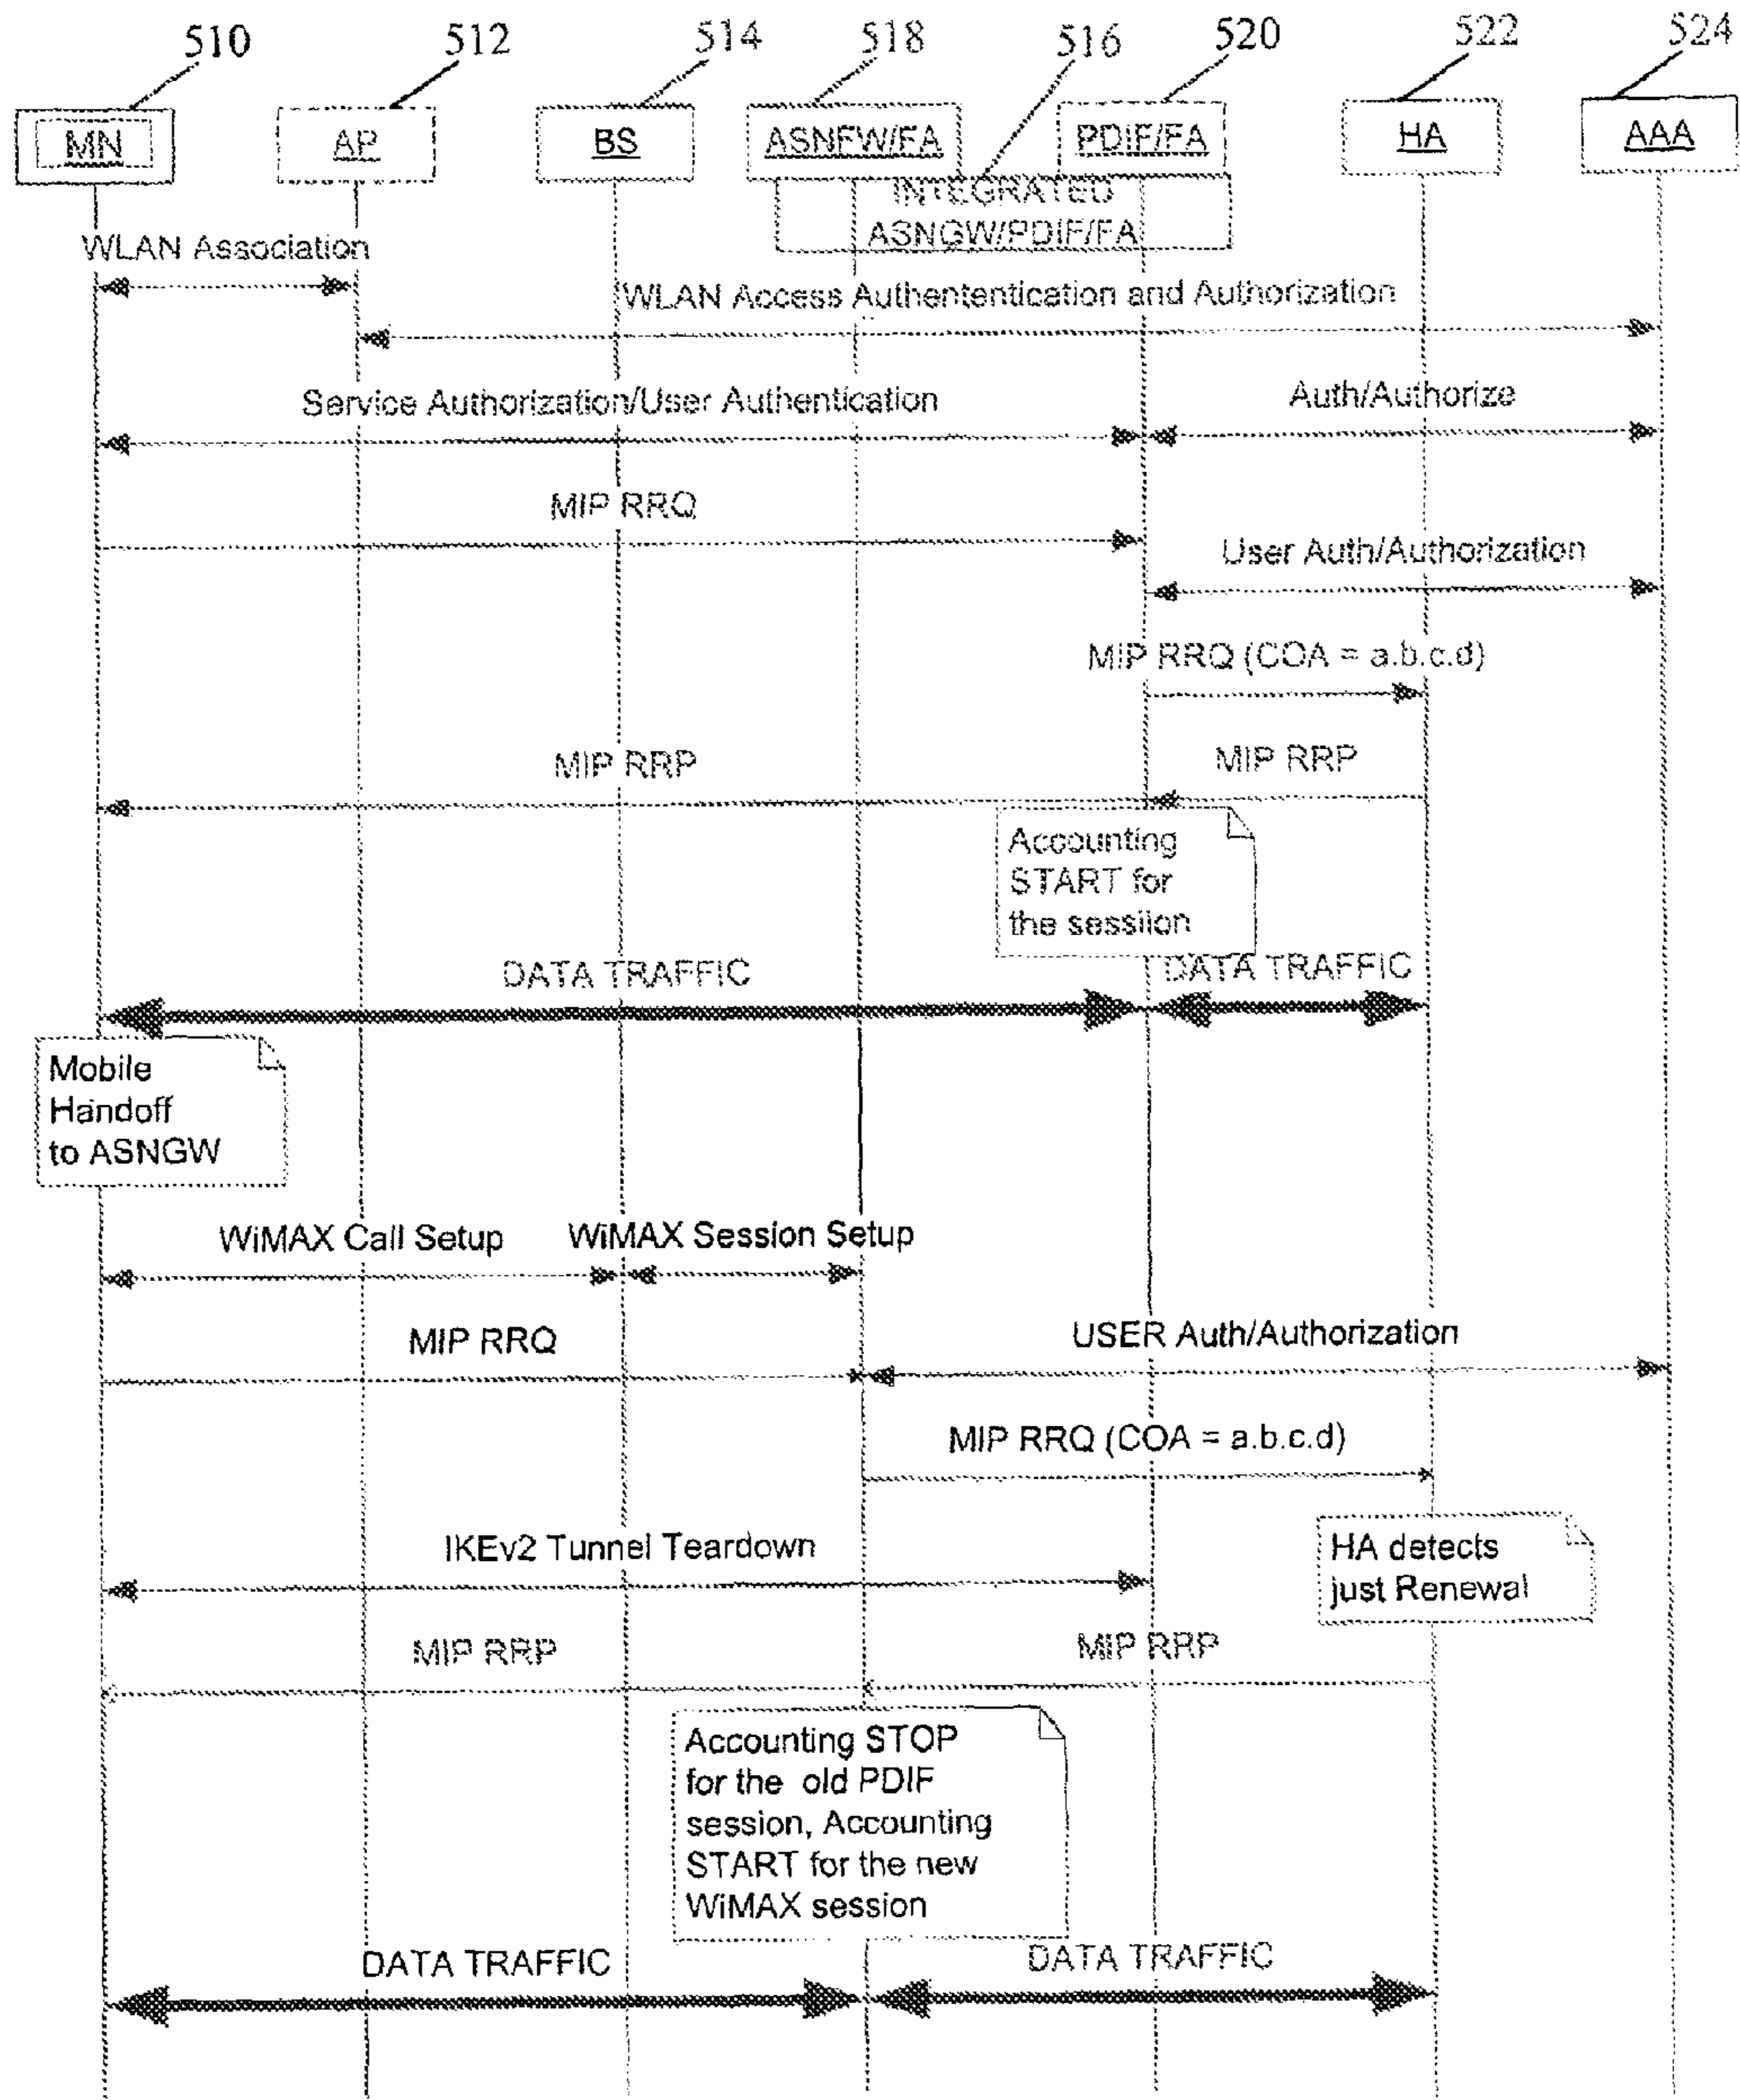 510 512 514 518 516 520 522 524
MN AP BS ASNFW/FA PDIF/FA HA AAA
INTEGRATED
ASNGW/PDIF/FA
WLAN Association
WLAN Access Authententication and Authorization
Service Authorization/User Authentication
Auth/Authorize
MIP RRQ
User Auth/Authorization
MIP RRQ (COA = a.b.c.d)
MIP RRP
MIP RRP
Accounting
START for
the sessilon
DATA TRAFFIC
DATA TRAFFIC
Mobile
Handoff
to ASNGW
WiMAX Call Setup
WiMAX Session Setup
MIP RRQ
USER Auth/Authorization
MIP RRQ (COA = a.b.c.d)
IKEv2 Tunnel Teardown
HA detects
just Renewal
MIP RRP
MIP RRP
Accounting STOP
for the old PDIF
session, Accounting
START for the new
WiMAX session
DATA TRAFFIC
DATA TRAFFIC